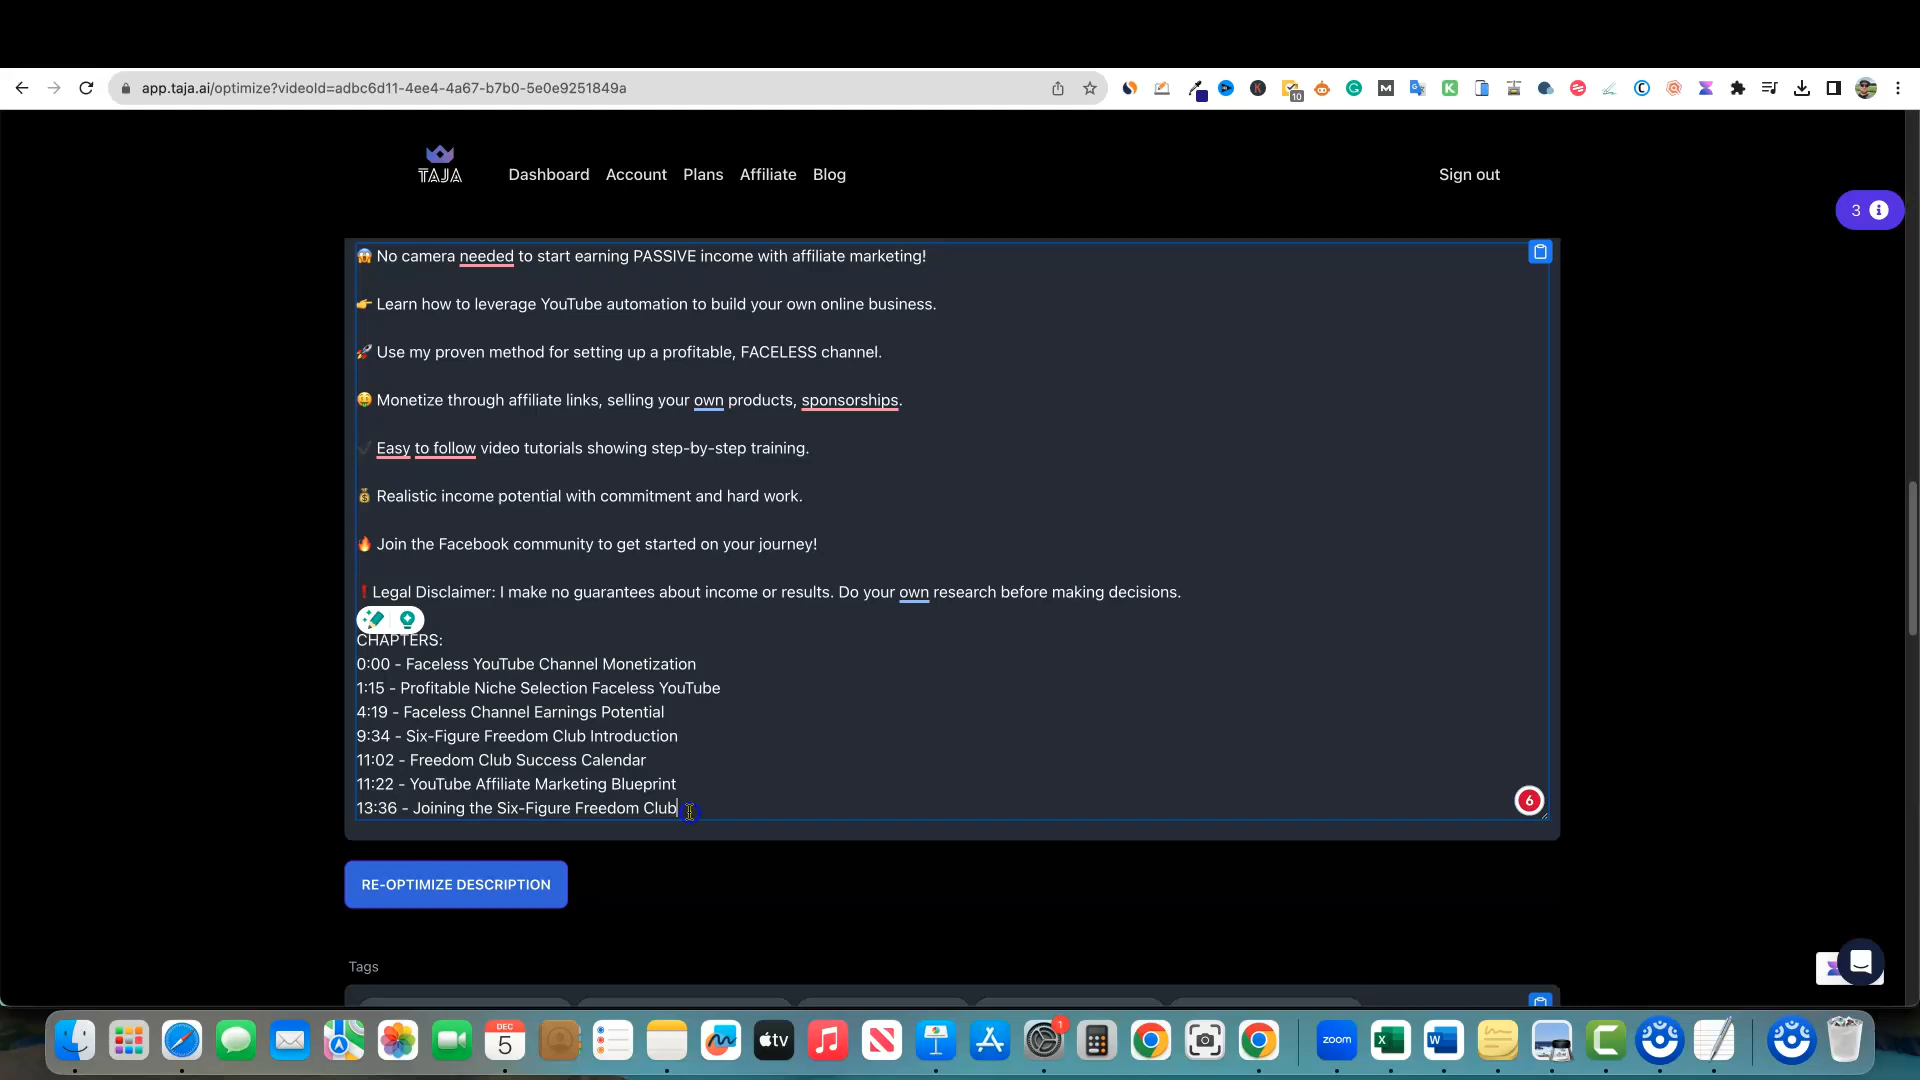 app.taja.ai/optimize?videoId=adbc6d11-4ee4-4a67-b7b0-5e0e9251849a
10
TAJA
Dashboard Account Plans Affiliate Blog Sign out
3
😱 No camera needed to start earning PASSIVE income with affiliate marketing!
👉 Learn how to leverage YouTube automation to build your own online business.
🚀 Use my proven method for setting up a profitable, FACELESS channel.
🤑 Monetize through affiliate links, selling your own products, sponsorships.
✔ Easy to follow video tutorials showing step-by-step training.
💰 Realistic income potential with commitment and hard work.
🔥 Join the Facebook community to get started on your journey!
❗ Legal Disclaimer: I make no guarantees about income or results. Do your own research before making decisions.
CHAPTERS:
0:00 - Faceless YouTube Channel Monetization
1:15 - Profitable Niche Selection Faceless YouTube
4:19 - Faceless Channel Earnings Potential
9:34 - Six-Figure Freedom Club Introduction
11:02 - Freedom Club Success Calendar
11:22 - YouTube Affiliate Marketing Blueprint
13:36 - Joining the Six-Figure Freedom Club
6
RE-OPTIMIZE DESCRIPTION
Tags
DEC
5
tv
1
zoom
X
W